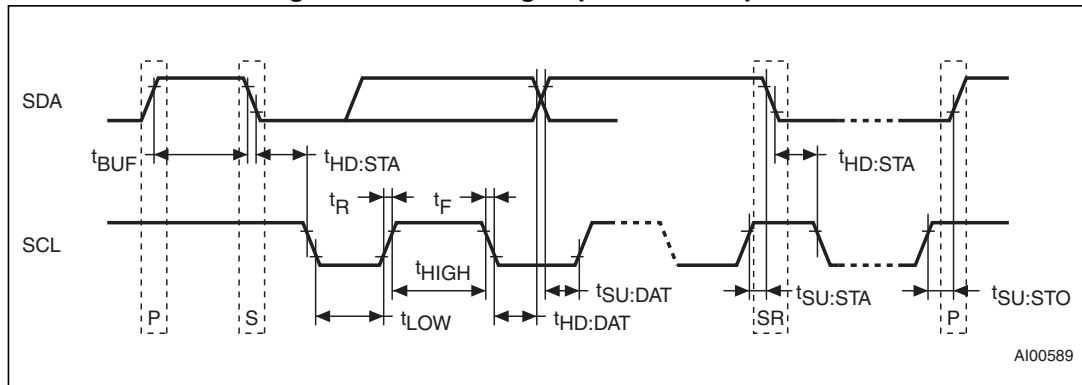 SDA
tBUF
tHD:STA
tHD:STA
tR
tF
SCL
tHIGH
tSU:DAT
tSU:STA
tSU:STO
tLOW
tHD:DAT
P
S
SR
P
AI00589